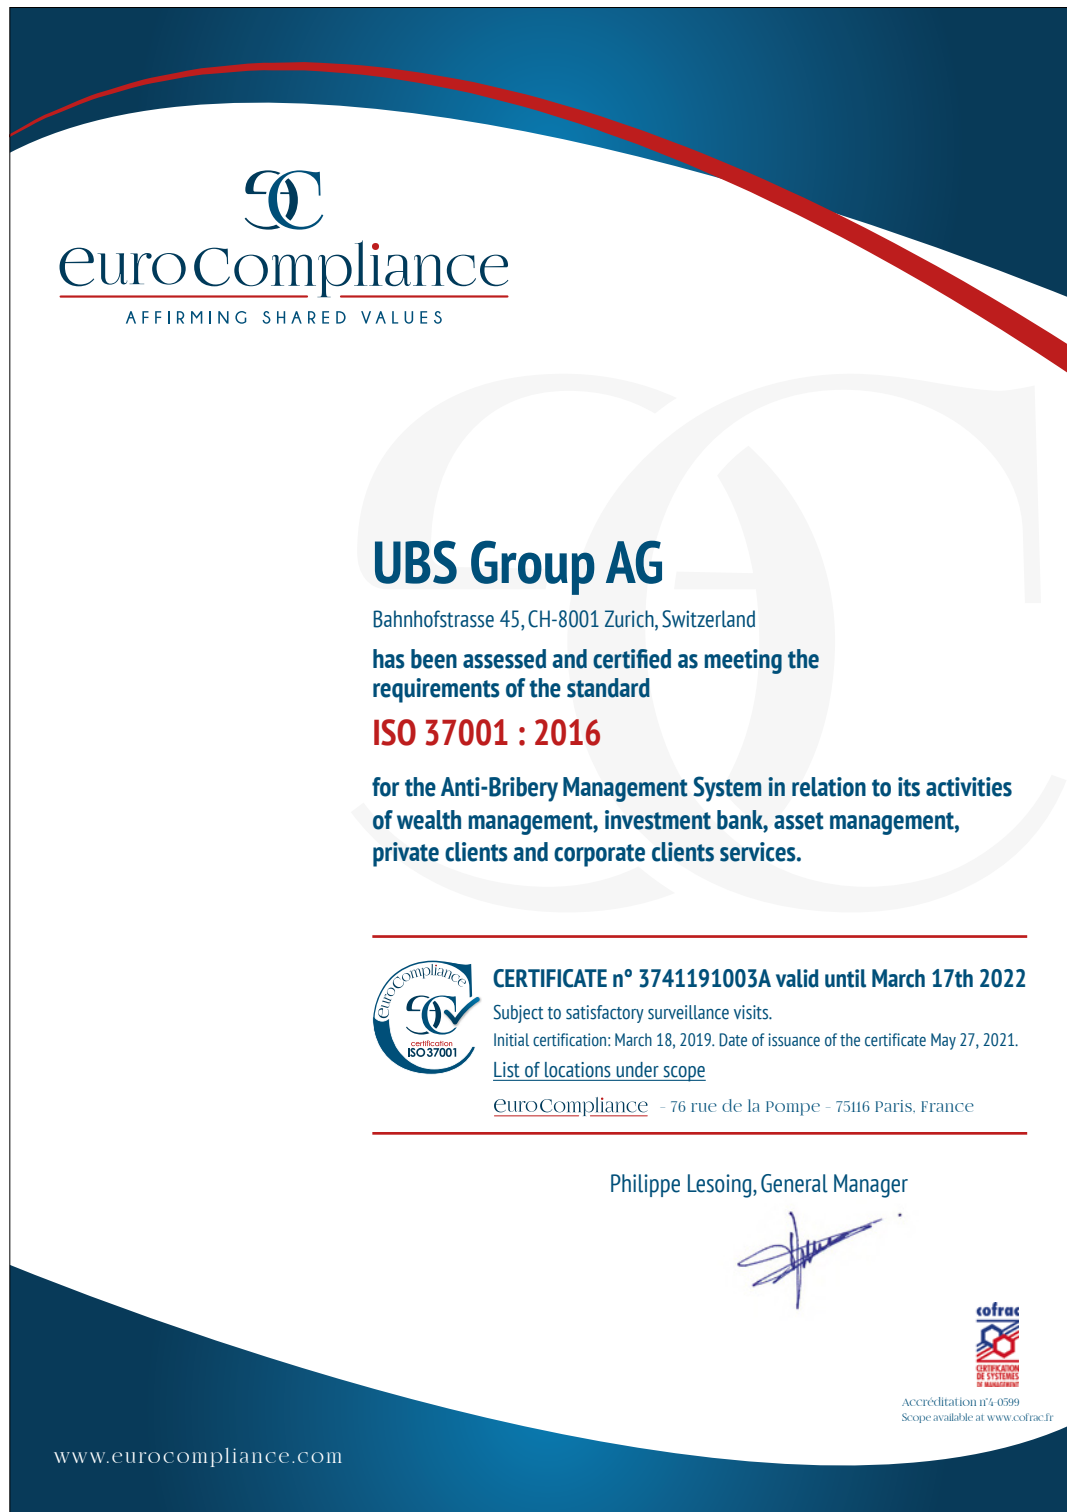 euroCompliance
AFFIRMING SHARED VALUES
UBS Group AG
Bahnhofstrasse 45, CH-8001 Zurich, Switzerland
has been assessed and certified as meeting the
requirements of the standard
ISO 37001 : 2016
for the Anti-Bribery Management System in relation to its activities
of wealth management, investment bank, asset management,
private clients and corporate clients services.
euroCompliance
certification
ISO 37001
CERTIFICATE n° 3741191003A valid until March 17th 2022
Subject to satisfactory surveillance visits.
Initial certification: March 18, 2019. Date of issuance of the certificate May 27, 2021.
List of locations under scope
euroCompliance - 76 rue de la Pompe - 75116 Paris, France
Philippe Lesoing, General Manager
cofrac
CERTIFICATION
DE SYSTEMES
DE MANAGEMENT
Accréditation n°4-0599
Scope available at www.cofrac.fr
www.eurocompliance.com